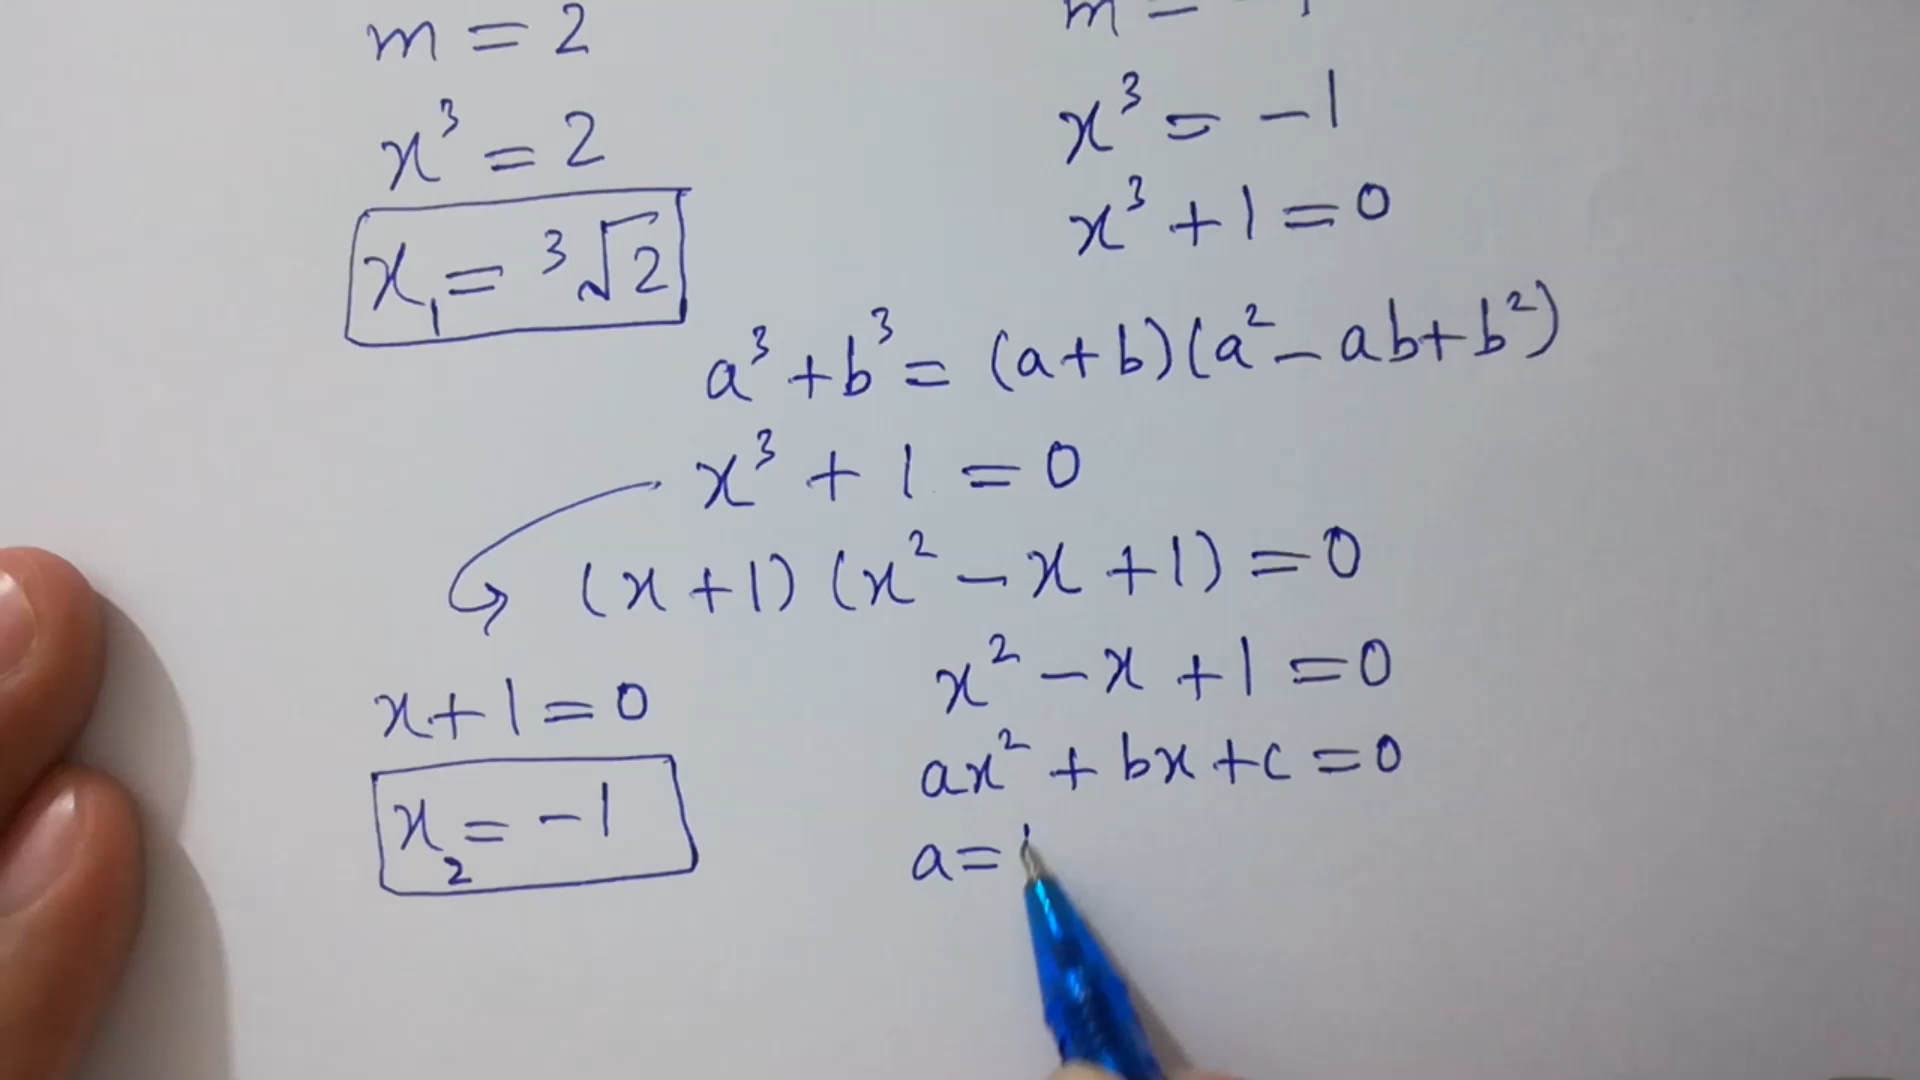 m = 2
x³ = 2
x₁ = ³√2
m = -1
x³ = -1
x³ + 1 = 0
a³ + b³ = (a + b)(a² - ab + b²)
x³ + 1 = 0
(x + 1)(x² - x + 1) = 0
x + 1 = 0
x₂ = -1
x² - x + 1 = 0
ax² + bx + c = 0
a =